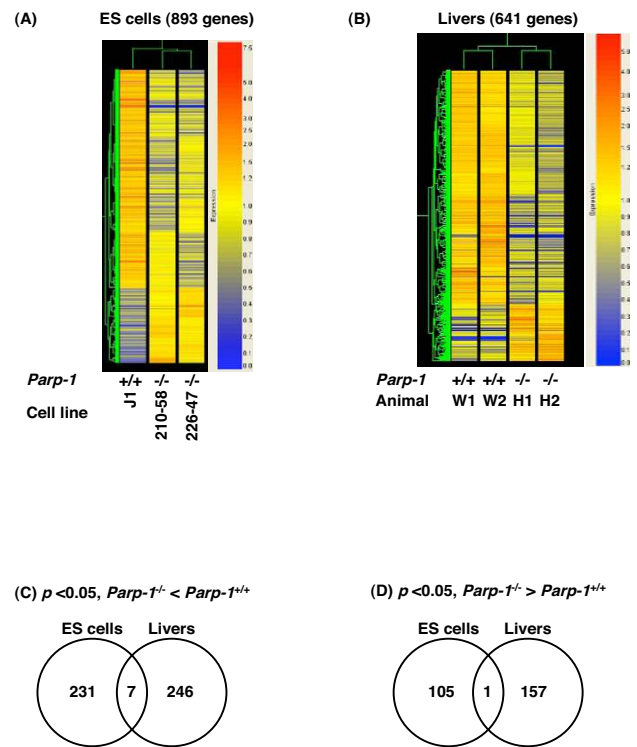 (A) ES cells (893 genes)
(B) Livers (641 genes)
Expression
Expression
Parp-1 +/+ -/- -/-
Cell line J1 210-58 226-47
Parp-1 +/+ +/+ -/- -/-
Animal W1 W2 H1 H2
(C) p <0.05, Parp-1-/- < Parp-1+/+
ES cells Livers
231 7 246
(D) p <0.05, Parp-1-/- > Parp-1+/+
ES cells Livers
105 1 157